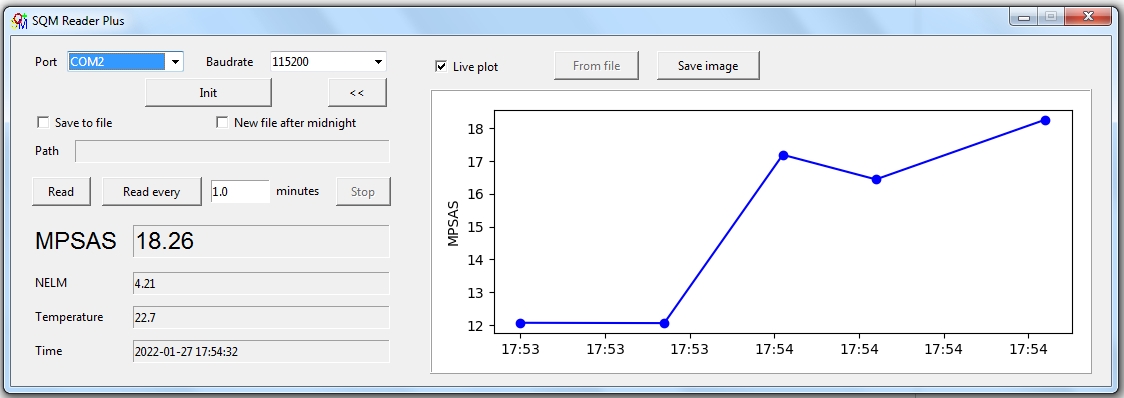 SQM Reader Plus
Port COM2 Baudrate 115200
Init <<
Save to file New file after midnight
Path
Read Read every 1.0 minutes Stop
MPSAS 18.26
NELM 4.21
Temperature 22.7
Time 2022-01-27 17:54:32
Live plot From file Save image
18
17
16
15
14
13
12
MPSAS
17:53 17:53 17:53 17:54 17:54 17:54 17:54